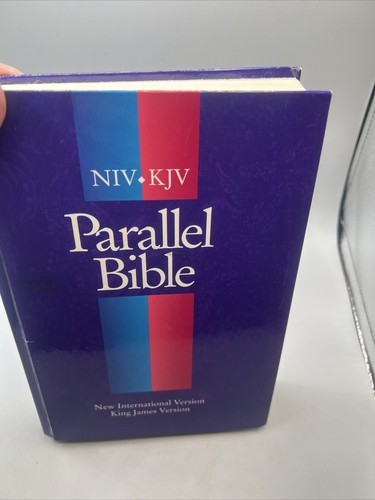 NIV◆KJV
Parallel
Bible
New International Version
King James Version